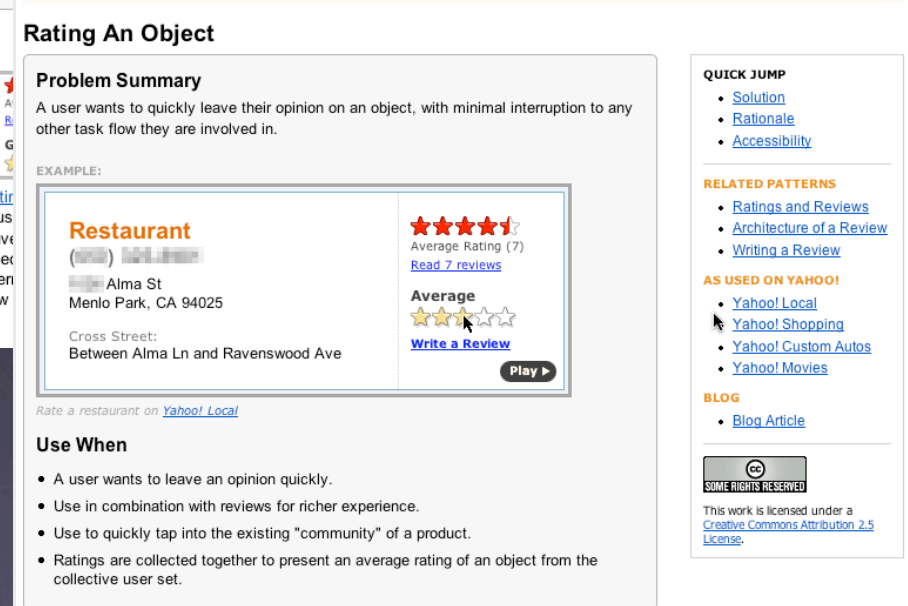 Rating An Object
Problem Summary
A user wants to quickly leave their opinion on an object, with minimal interruption to any
other task flow they are involved in.
EXAMPLE:
Restaurant
Alma St
Menlo Park, CA 94025
Cross Street:
Between Alma Ln and Ravenswood Ave
Average Rating (7)
Read 7 reviews
Average
Write a Review
Play
Rate a restaurant on Yahoo! Local
Use When
• A user wants to leave an opinion quickly.
• Use in combination with reviews for richer experience.
• Use to quickly tap into the existing "community" of a product.
• Ratings are collected together to present an average rating of an object from the
collective user set.
QUICK JUMP
• Solution
• Rationale
• Accessibility
RELATED PATTERNS
• Ratings and Reviews
• Architecture of a Review
• Writing a Review
AS USED ON YAHOO!
• Yahoo! Local
• Yahoo! Shopping
• Yahoo! Custom Autos
• Yahoo! Movies
BLOG
• Blog Article
cc
SOME RIGHTS RESERVED
This work is licensed under a
Creative Commons Attribution 2.5
License.